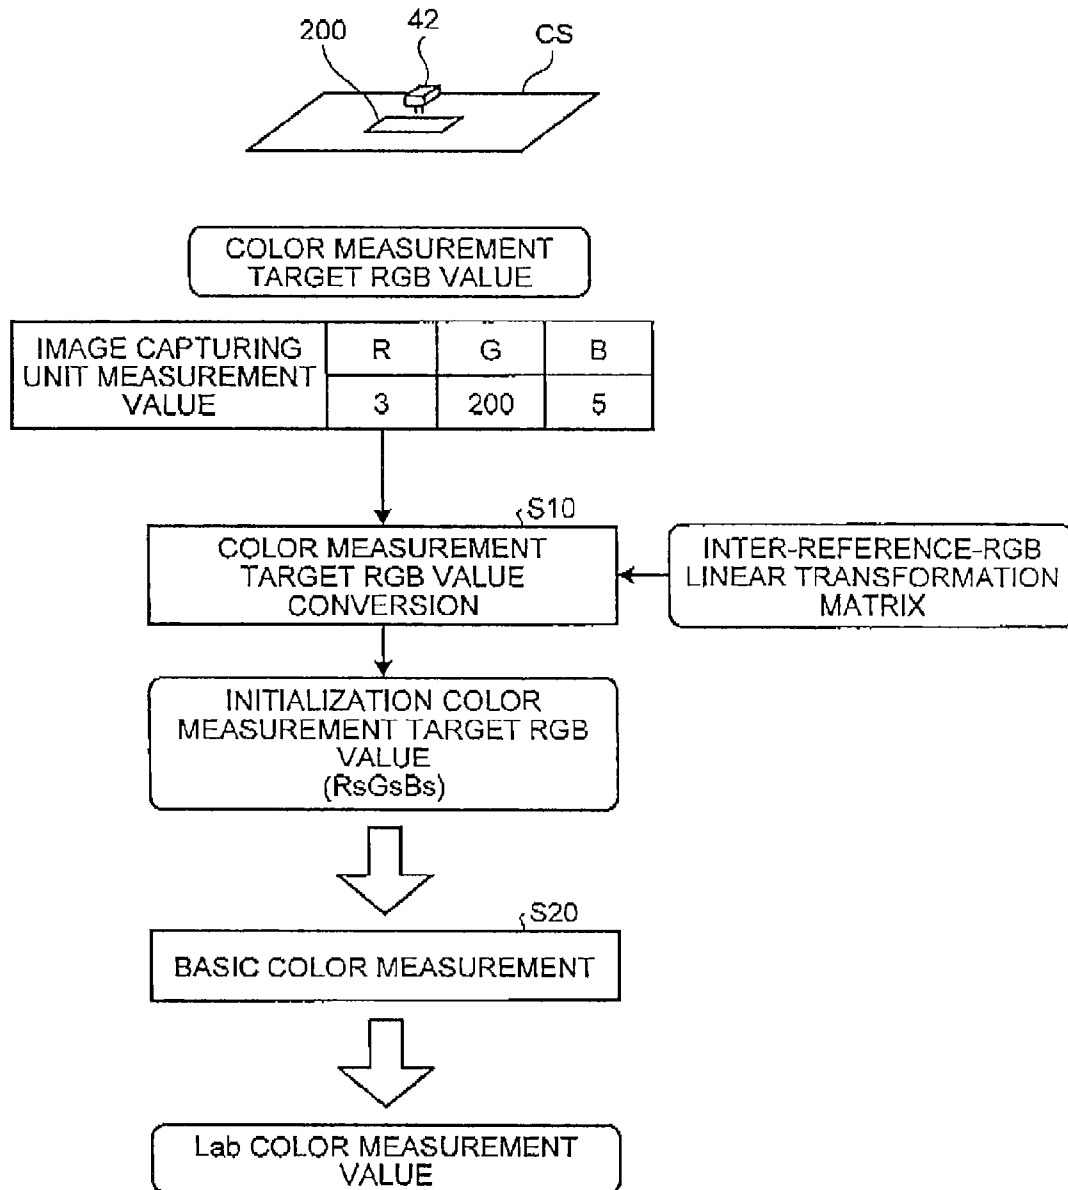 200
42
CS
COLOR MEASUREMENT
TARGET RGB VALUE
IMAGE CAPTURING
UNIT MEASUREMENT
VALUE
R G B
3 200 5
S10
COLOR MEASUREMENT
TARGET RGB VALUE
CONVERSION
INTER-REFERENCE-RGB
LINEAR TRANSFORMATION
MATRIX
INITIALIZATION COLOR
MEASUREMENT TARGET RGB
VALUE
(RsGsBs)
S20
BASIC COLOR MEASUREMENT
Lab COLOR MEASUREMENT
VALUE